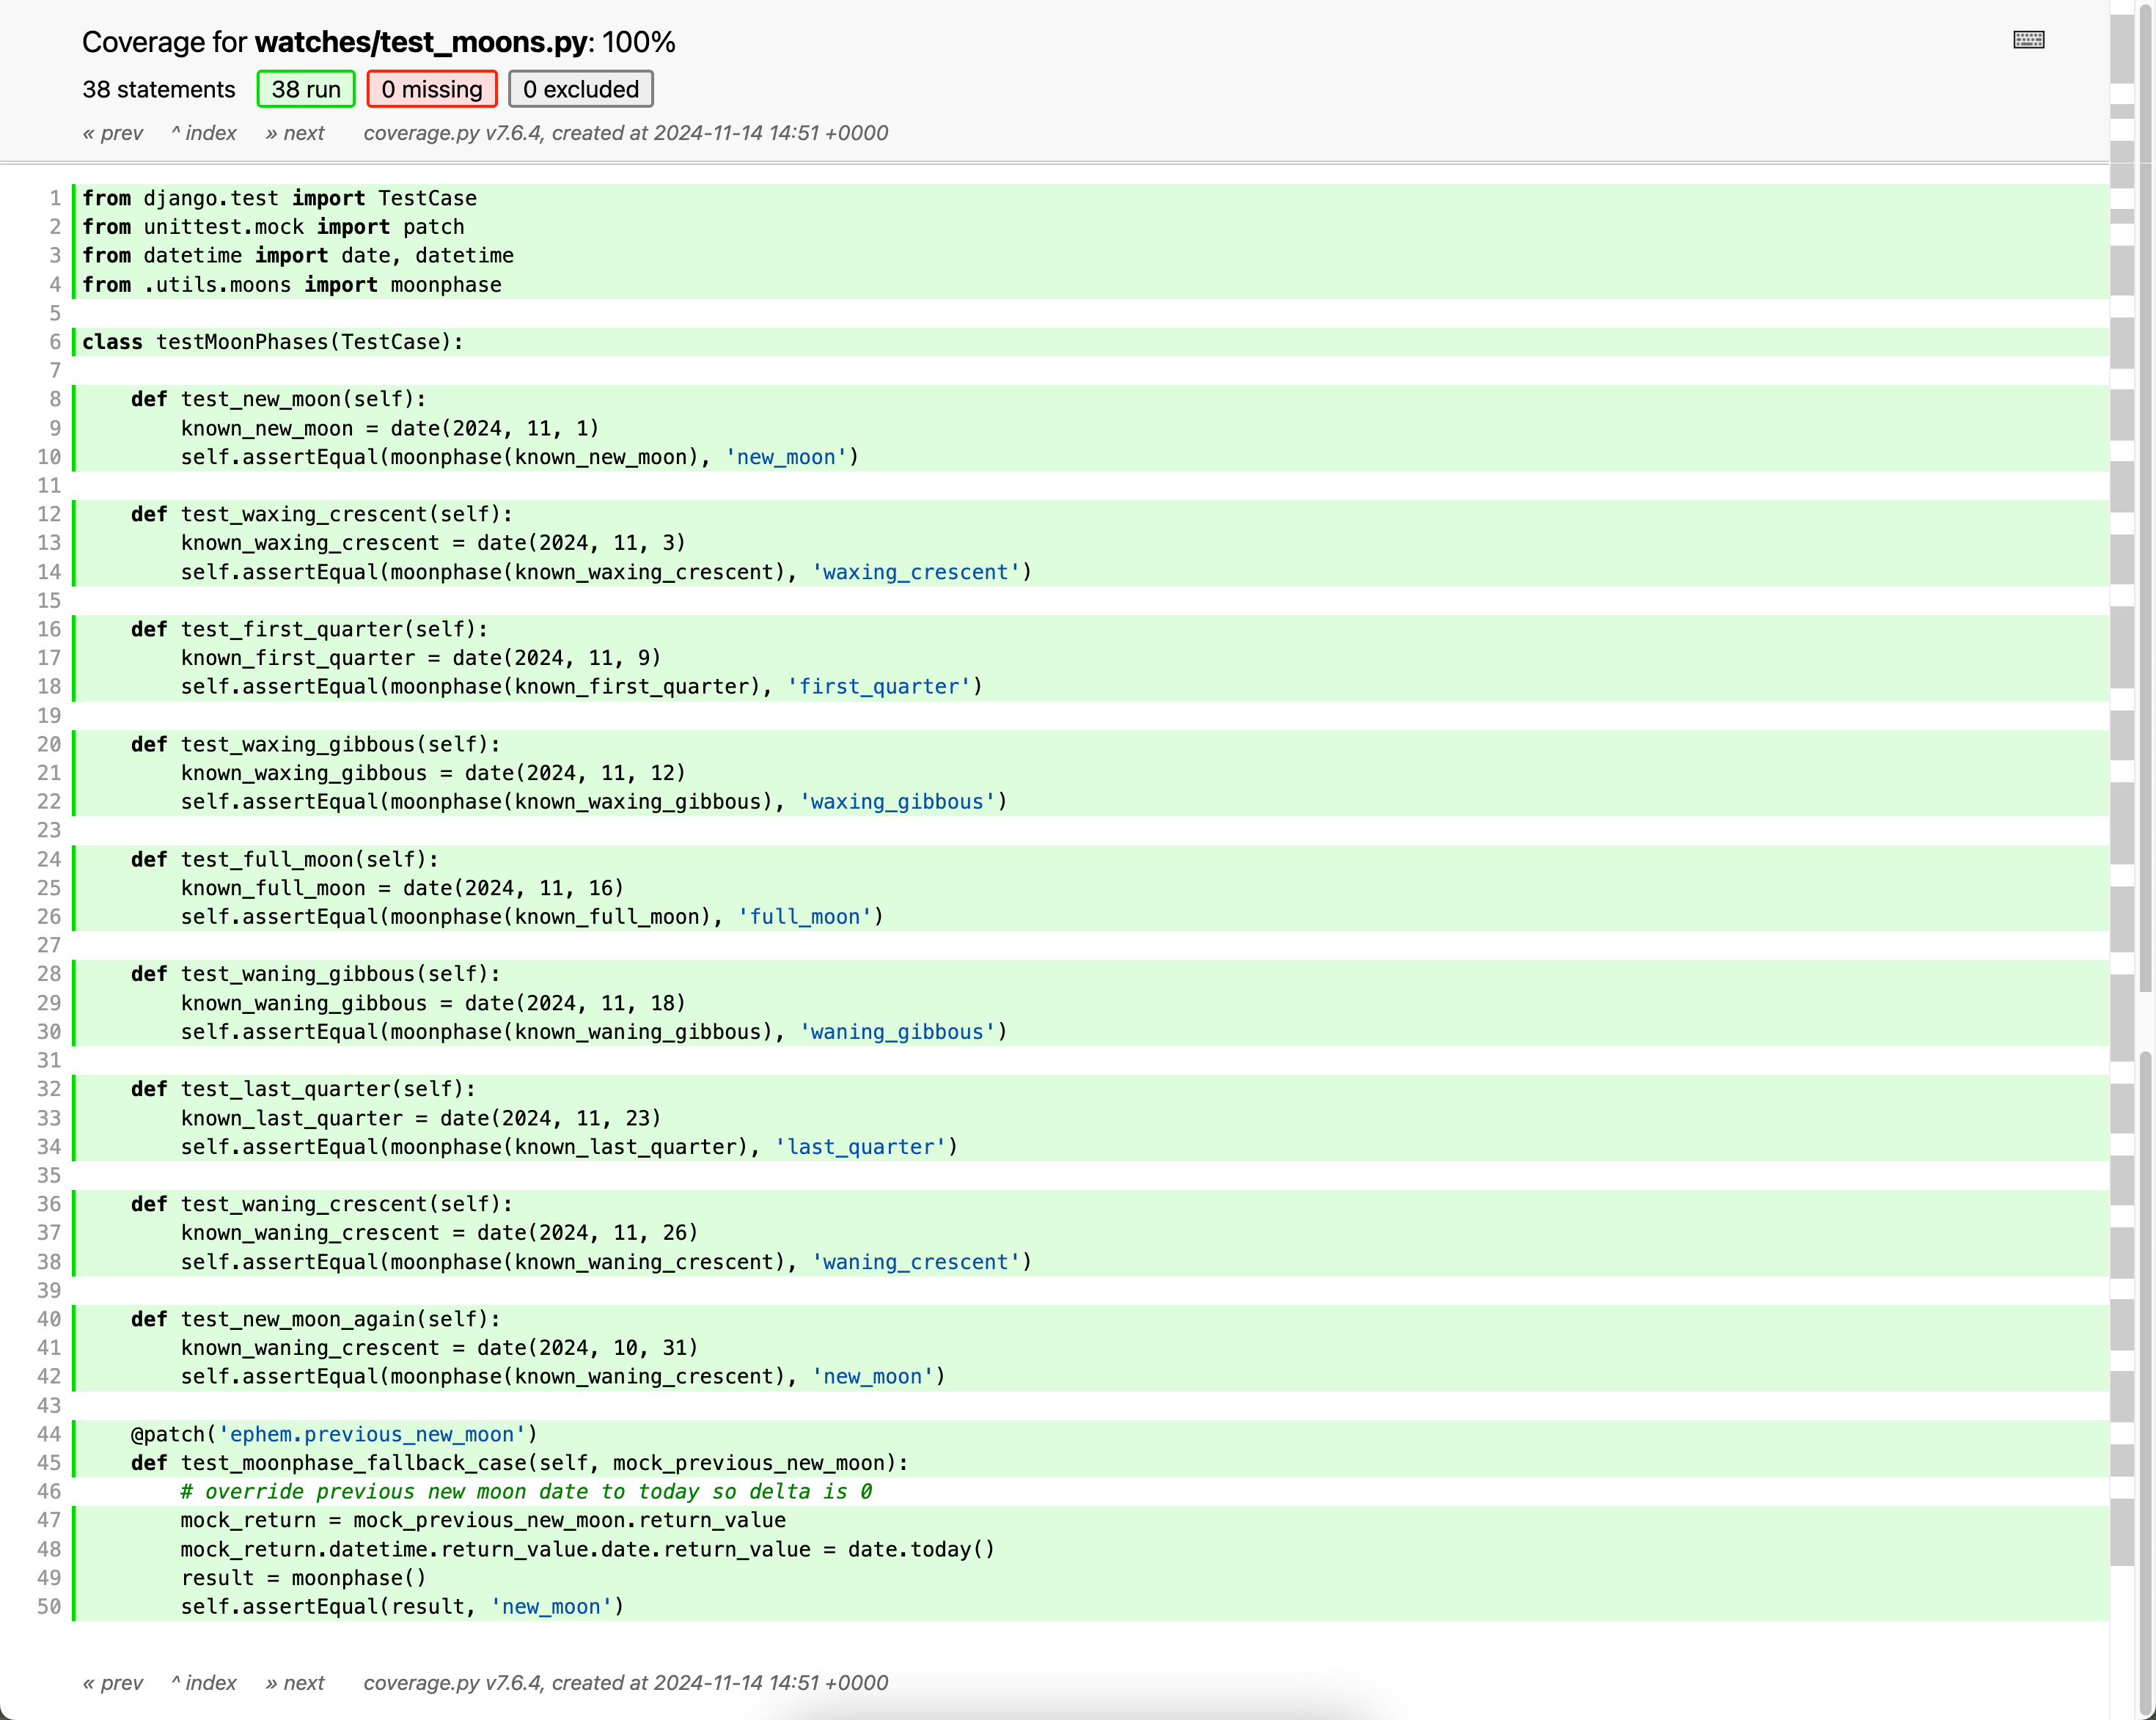 Coverage for watches/test_moons.py: 100%
38 statements 38 run 0 missing 0 excluded
« prev ^ index » next coverage.py v7.6.4, created at 2024-11-14 14:51 +0000
1 from django.test import TestCase
2 from unittest.mock import patch
3 from datetime import date, datetime
4 from .utils.moons import moonphase
5
6 class testMoonPhases(TestCase):
7
8     def test_new_moon(self):
9         known_new_moon = date(2024, 11, 1)
10         self.assertEqual(moonphase(known_new_moon), 'new_moon')
11
12     def test_waxing_crescent(self):
13         known_waxing_crescent = date(2024, 11, 3)
14         self.assertEqual(moonphase(known_waxing_crescent), 'waxing_crescent')
15
16     def test_first_quarter(self):
17         known_first_quarter = date(2024, 11, 9)
18         self.assertEqual(moonphase(known_first_quarter), 'first_quarter')
19
20     def test_waxing_gibbous(self):
21         known_waxing_gibbous = date(2024, 11, 12)
22         self.assertEqual(moonphase(known_waxing_gibbous), 'waxing_gibbous')
23
24     def test_full_moon(self):
25         known_full_moon = date(2024, 11, 16)
26         self.assertEqual(moonphase(known_full_moon), 'full_moon')
27
28     def test_waning_gibbous(self):
29         known_waning_gibbous = date(2024, 11, 18)
30         self.assertEqual(moonphase(known_waning_gibbous), 'waning_gibbous')
31
32     def test_last_quarter(self):
33         known_last_quarter = date(2024, 11, 23)
34         self.assertEqual(moonphase(known_last_quarter), 'last_quarter')
35
36     def test_waning_crescent(self):
37         known_waning_crescent = date(2024, 11, 26)
38         self.assertEqual(moonphase(known_waning_crescent), 'waning_crescent')
39
40     def test_new_moon_again(self):
41         known_waning_crescent = date(2024, 10, 31)
42         self.assertEqual(moonphase(known_waning_crescent), 'new_moon')
43
44     @patch('ephem.previous_new_moon')
45     def test_moonphase_fallback_case(self, mock_previous_new_moon):
46         # override previous new moon date to today so delta is 0
47         mock_return = mock_previous_new_moon.return_value
48         mock_return.datetime.return_value.date.return_value = date.today()
49         result = moonphase()
50         self.assertEqual(result, 'new_moon')
« prev ^ index » next coverage.py v7.6.4, created at 2024-11-14 14:51 +0000